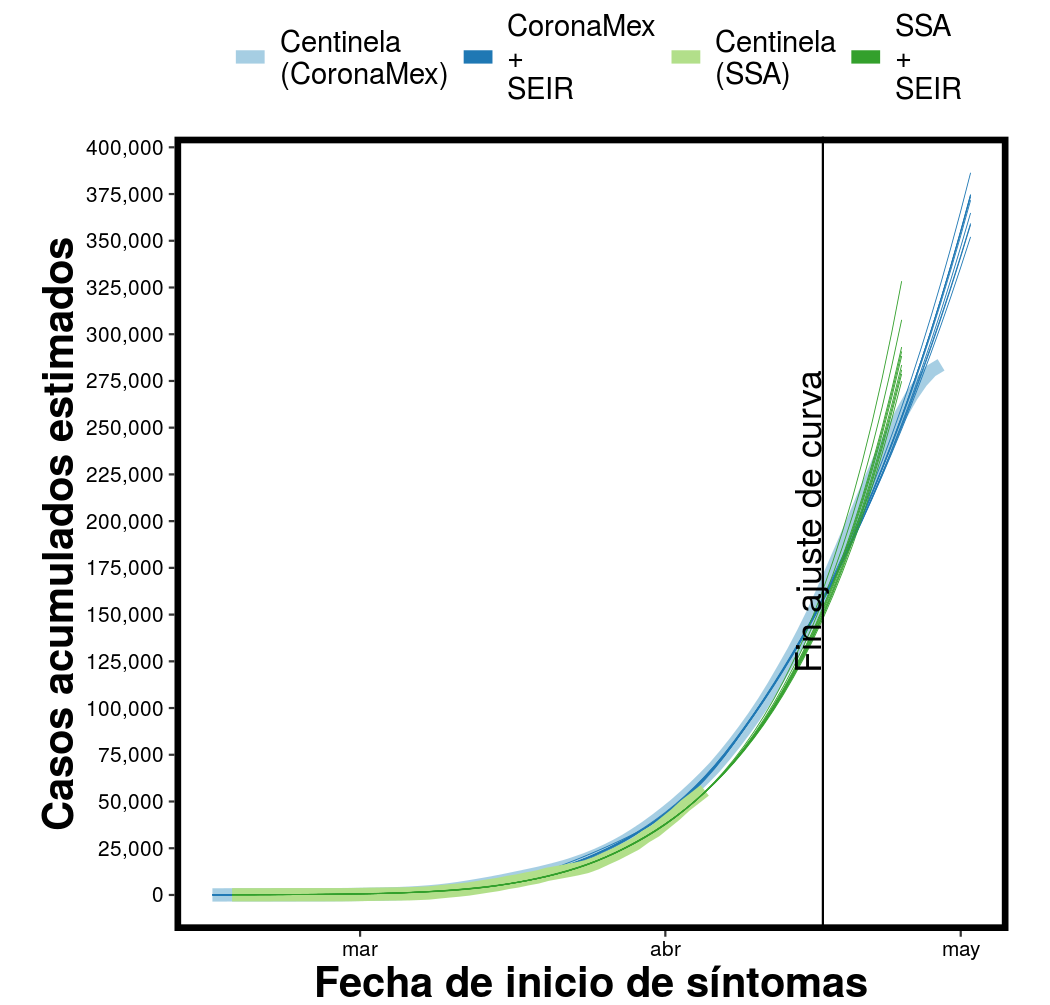 Centinela
(CoronaMex)
CoronaMex
+
SEIR
Centinela
(SSA)
SSA
+
SEIR
Casos acumulados estimados
400,000
375,000
350,000
325,000
300,000
275,000
250,000
225,000
200,000
175,000
150,000
125,000
100,000
75,000
50,000
25,000
0
Fin ajuste de curva
mar
abr
may
Fecha de inicio de síntomas